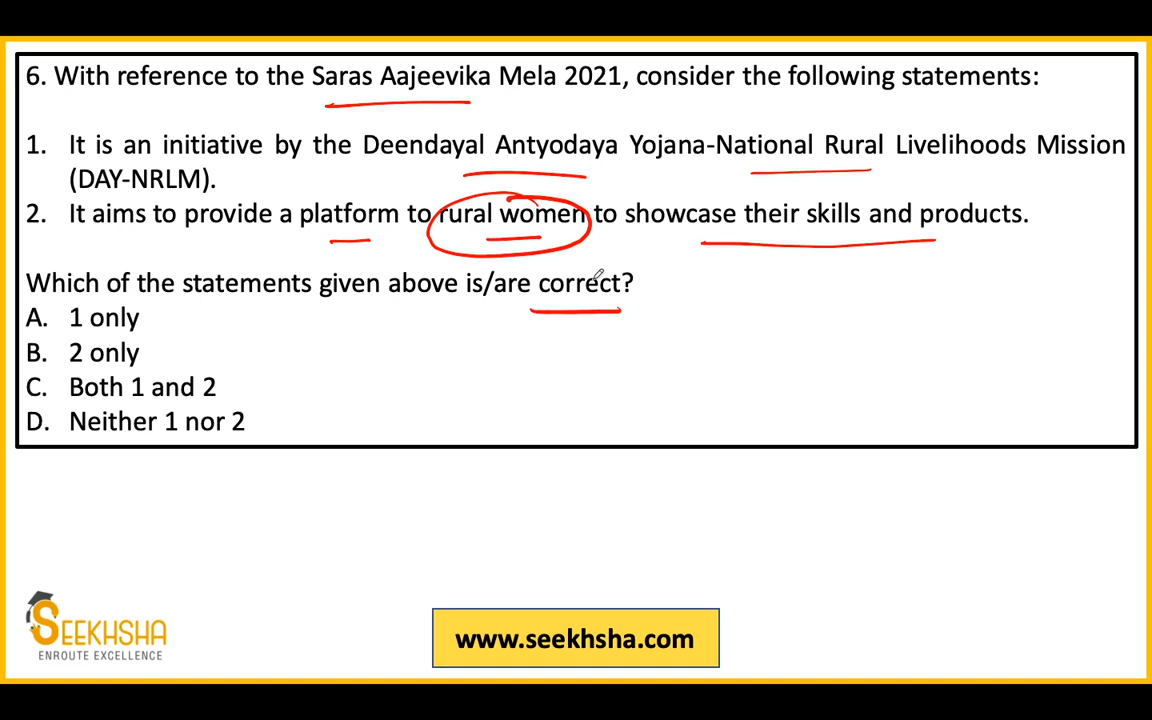 6. With reference to the Saras Aajeevika Mela 2021, consider the following statements:
1. It is an initiative by the Deendayal Antyodaya Yojana-National Rural Livelihoods Mission
(DAY-NRLM).
2. It aims to provide a platform to rural women to showcase their skills and products.
Which of the statements given above is/are correct?
A. 1 only
B. 2 only
C. Both 1 and 2
D. Neither 1 nor 2
SEEKHSHA
ENROUTE EXCELLENCE
www.seekhsha.com